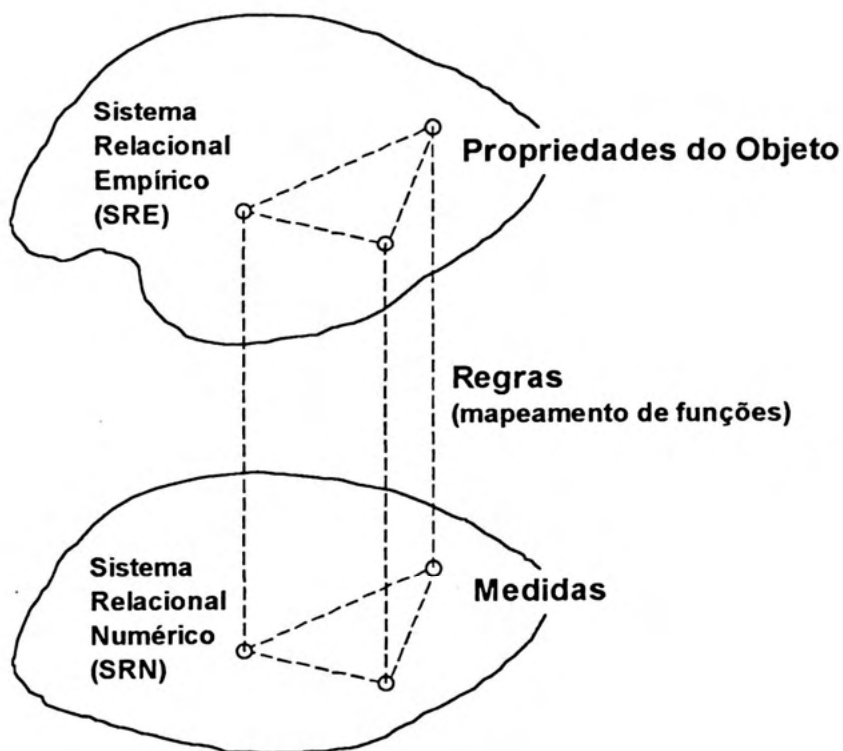 Sistema
Relacional
Empírico
(SRE)
Propriedades do Objeto
Regras
(mapeamento de funções)
Sistema
Relacional
Numérico
(SRN)
Medidas